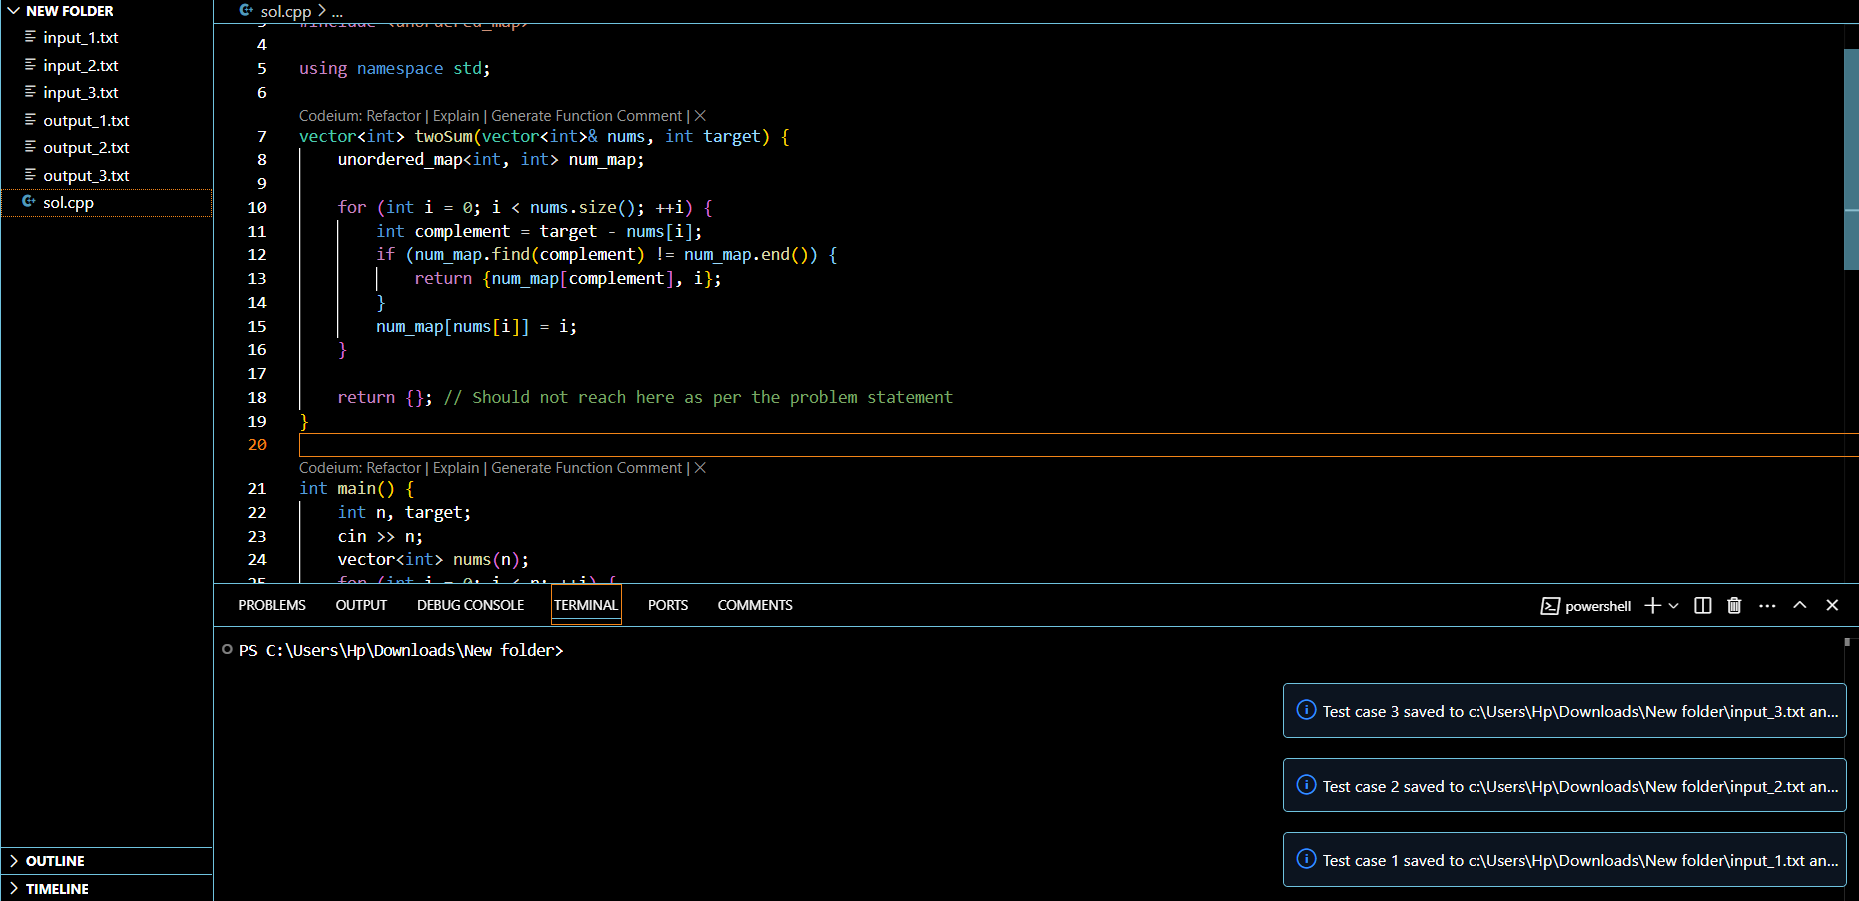 NEW FOLDER
input_1.txt
input_2.txt
input_3.txt
output_1.txt
output_2.txt
output_3.txt
sol.cpp
OUTLINE
TIMELINE
sol.cpp > ...
3 #include <unordered_map>
4
5 using namespace std;
6
Codeium: Refactor | Explain | Generate Function Comment | ×
7 vector<int> twoSum(vector<int>& nums, int target) {
8     unordered_map<int, int> num_map;
9
10     for (int i = 0; i < nums.size(); ++i) {
11         int complement = target - nums[i];
12         if (num_map.find(complement) != num_map.end()) {
13             return {num_map[complement], i};
14         }
15         num_map[nums[i]] = i;
16     }
17
18     return {}; // Should not reach here as per the problem statement
19 }
20
Codeium: Refactor | Explain | Generate Function Comment | ×
21 int main() {
22     int n, target;
23     cin >> n;
24     vector<int> nums(n);
25     for (int i = 0; i < n; ++i) {
PROBLEMS OUTPUT DEBUG CONSOLE TERMINAL PORTS COMMENTS
powershell
PS C:\Users\Hp\Downloads\New folder>
Test case 3 saved to c:\Users\Hp\Downloads\New folder\input_3.txt an...
Test case 2 saved to c:\Users\Hp\Downloads\New folder\input_2.txt an...
Test case 1 saved to c:\Users\Hp\Downloads\New folder\input_1.txt an...